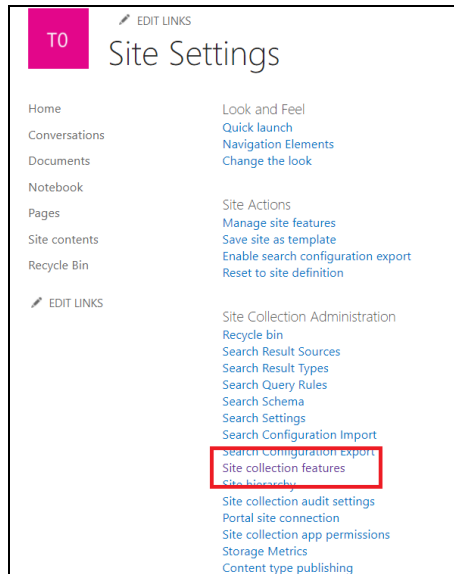 T0
EDIT LINKS
Site Settings
Home
Conversations
Documents
Notebook
Pages
Site contents
Recycle Bin
EDIT LINKS
Look and Feel
Quick launch
Navigation Elements
Change the look
Site Actions
Manage site features
Save site as template
Enable search configuration export
Reset to site definition
Site Collection Administration
Recycle bin
Search Result Sources
Search Result Types
Search Query Rules
Search Schema
Search Settings
Search Configuration Import
Search Configuration Export
Site collection features
Site hierarchy
Site collection audit settings
Portal site connection
Site collection app permissions
Storage Metrics
Content type publishing